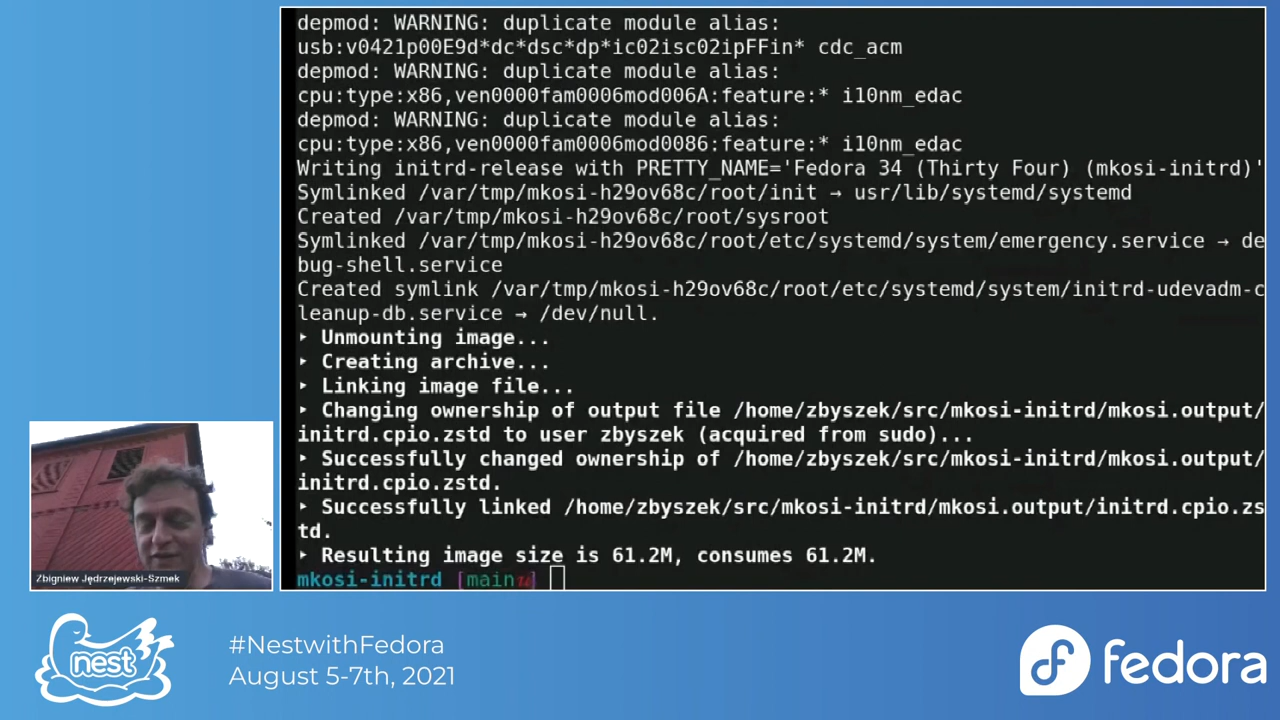 depmod: WARNING: duplicate module alias:
usb:v0421p00E9d*dc*dsc*dp*ic02isc02ipFFin* cdc_acm
depmod: WARNING: duplicate module alias:
cpu:type:x86,ven0000fam0006mod006A:feature:* i10nm_edac
depmod: WARNING: duplicate module alias:
cpu:type:x86,ven0000fam0006mod0086:feature:* i10nm_edac
Writing initrd-release with PRETTY_NAME='Fedora 34 (Thirty Four) (mkosi-initrd)'
Symlinked /var/tmp/mkosi-h29ov68c/root/init → usr/lib/systemd/systemd
Created /var/tmp/mkosi-h29ov68c/root/sysroot
Symlinked /var/tmp/mkosi-h29ov68c/root/etc/systemd/system/emergency.service → de
bug-shell.service
Created symlink /var/tmp/mkosi-h29ov68c/root/etc/systemd/system/initrd-udevadm-c
leanup-db.service → /dev/null.
‣ Unmounting image...
‣ Creating archive...
‣ Linking image file...
‣ Changing ownership of output file /home/zbyszek/src/mkosi-initrd/mkosi.output/
initrd.cpio.zstd to user zbyszek (acquired from sudo)...
‣ Successfully changed ownership of /home/zbyszek/src/mkosi-initrd/mkosi.output/
initrd.cpio.zstd.
‣ Successfully linked /home/zbyszek/src/mkosi-initrd/mkosi.output/initrd.cpio.zs
td.
‣ Resulting image size is 61.2M, consumes 61.2M.
mkosi-initrd [main u]
Zbigniew Jędrzejewski-Szmek
nest
#NestwithFedora
August 5-7th, 2021
fedora